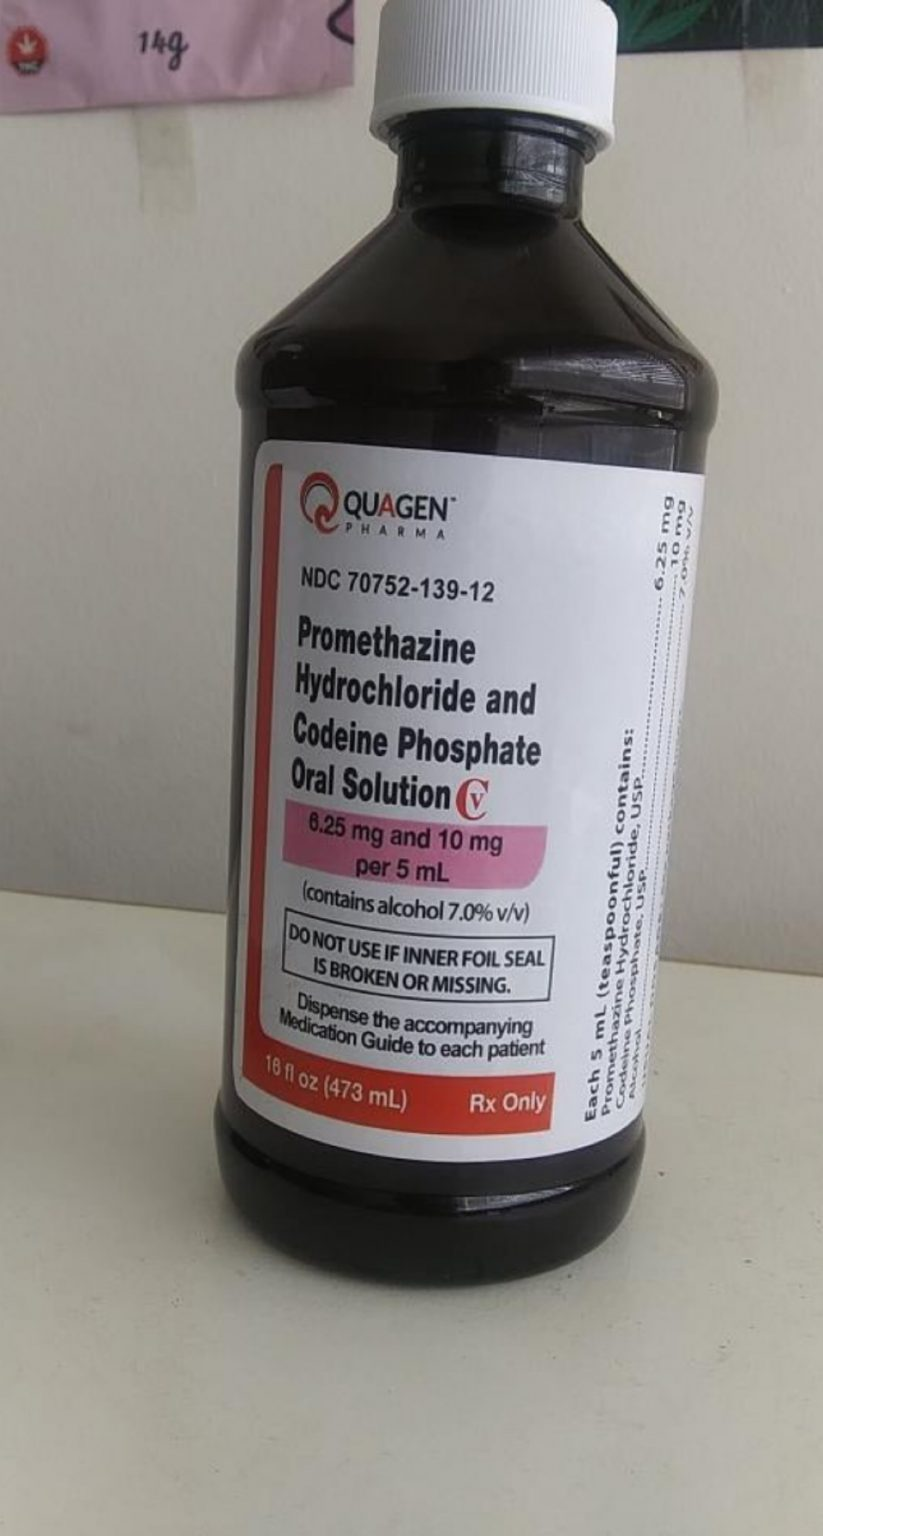 14g
QUAGEN™
PHARMA
NDC 70752-139-12
Promethazine
Hydrochloride and
Codeine Phosphate
Oral Solution CV
6.25 mg and 10 mg
per 5 mL
(contains alcohol 7.0% v/v)
DO NOT USE IF INNER FOIL SEAL
IS BROKEN OR MISSING.
Dispense the accompanying
Medication Guide to each patient
16 fl oz (473 mL) Rx Only
Each 5 mL (teaspoonful) contains:
Promethazine Hydrochloride, USP 6.25 mg
Codeine Phosphate, USP 10 mg
Alcohol 7.0% v/v